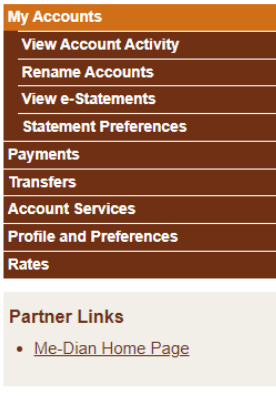 My Accounts
View Account Activity
Rename Accounts
View e-Statements
Statement Preferences
Payments
Transfers
Account Services
Profile and Preferences
Rates
Partner Links
• Me-Dian Home Page